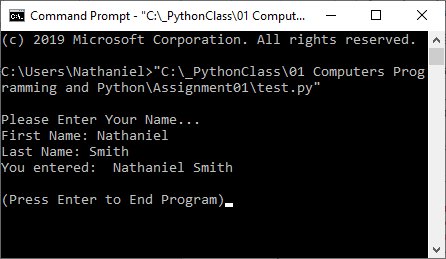 Command Prompt - "C:\_PythonClass\01 Comput...
(c) 2019 Microsoft Corporation. All rights reserved.
C:\Users\Nathaniel>"C:\_PythonClass\01 Computers Prog
ramming and Python\Assignment01\test.py"
Please Enter Your Name...
First Name: Nathaniel
Last Name: Smith
You entered:  Nathaniel Smith
(Press Enter to End Program)